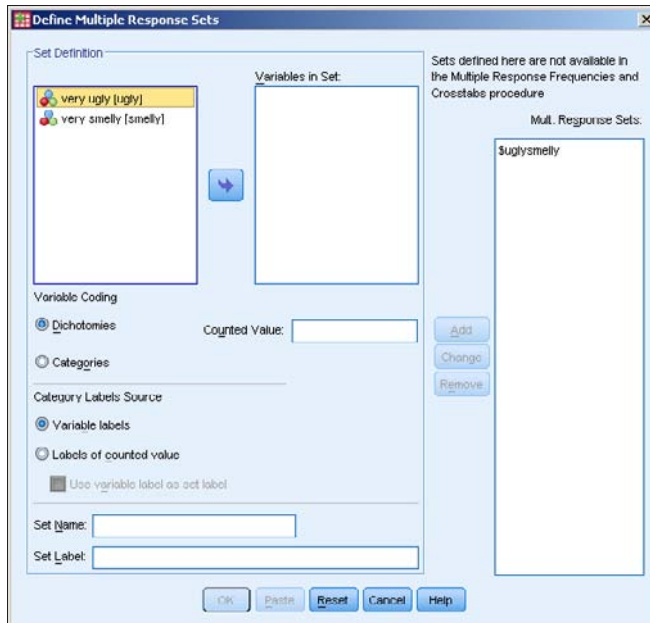 Define Multiple Response Sets
Set Definition
Variables in Set:
very ugly [ugly]
very smelly [smelly]
Variable Coding
Dichotomies
Counted Value:
Categories
Category Labels Source
Variable labels
Labels of counted value
Use variable label as set label
Set Name:
Set Label:
Sets defined here are not available in
the Multiple Response Frequencies and
Crosstabs procedure
Mult. Response Sets:
$uglysmelly
Add
Change
Remove
OK Paste Reset Cancel Help